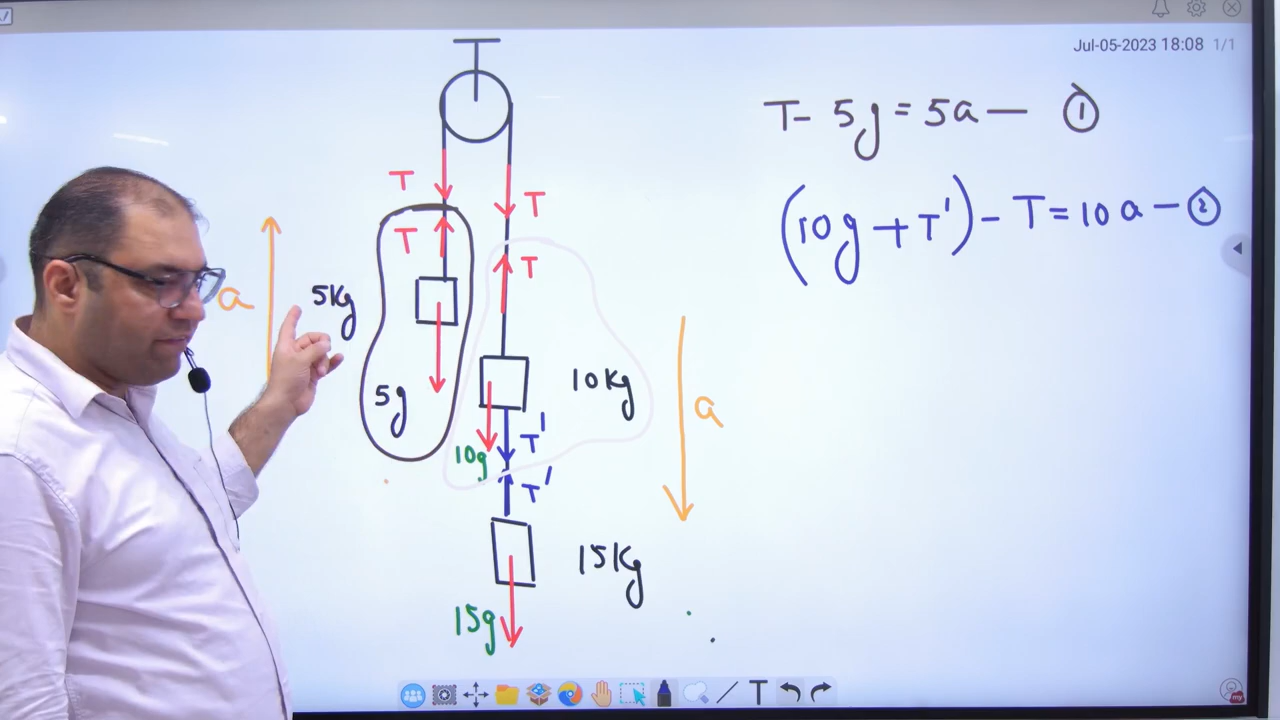 Jul-05-2023 18:08 1/1
T- 5g = 5a — ①
(10g + T') - T = 10a — ②
T
T
T
T
a
5Kg
5g
10Kg
a
10g
T'
T'
15Kg
15g
T
my